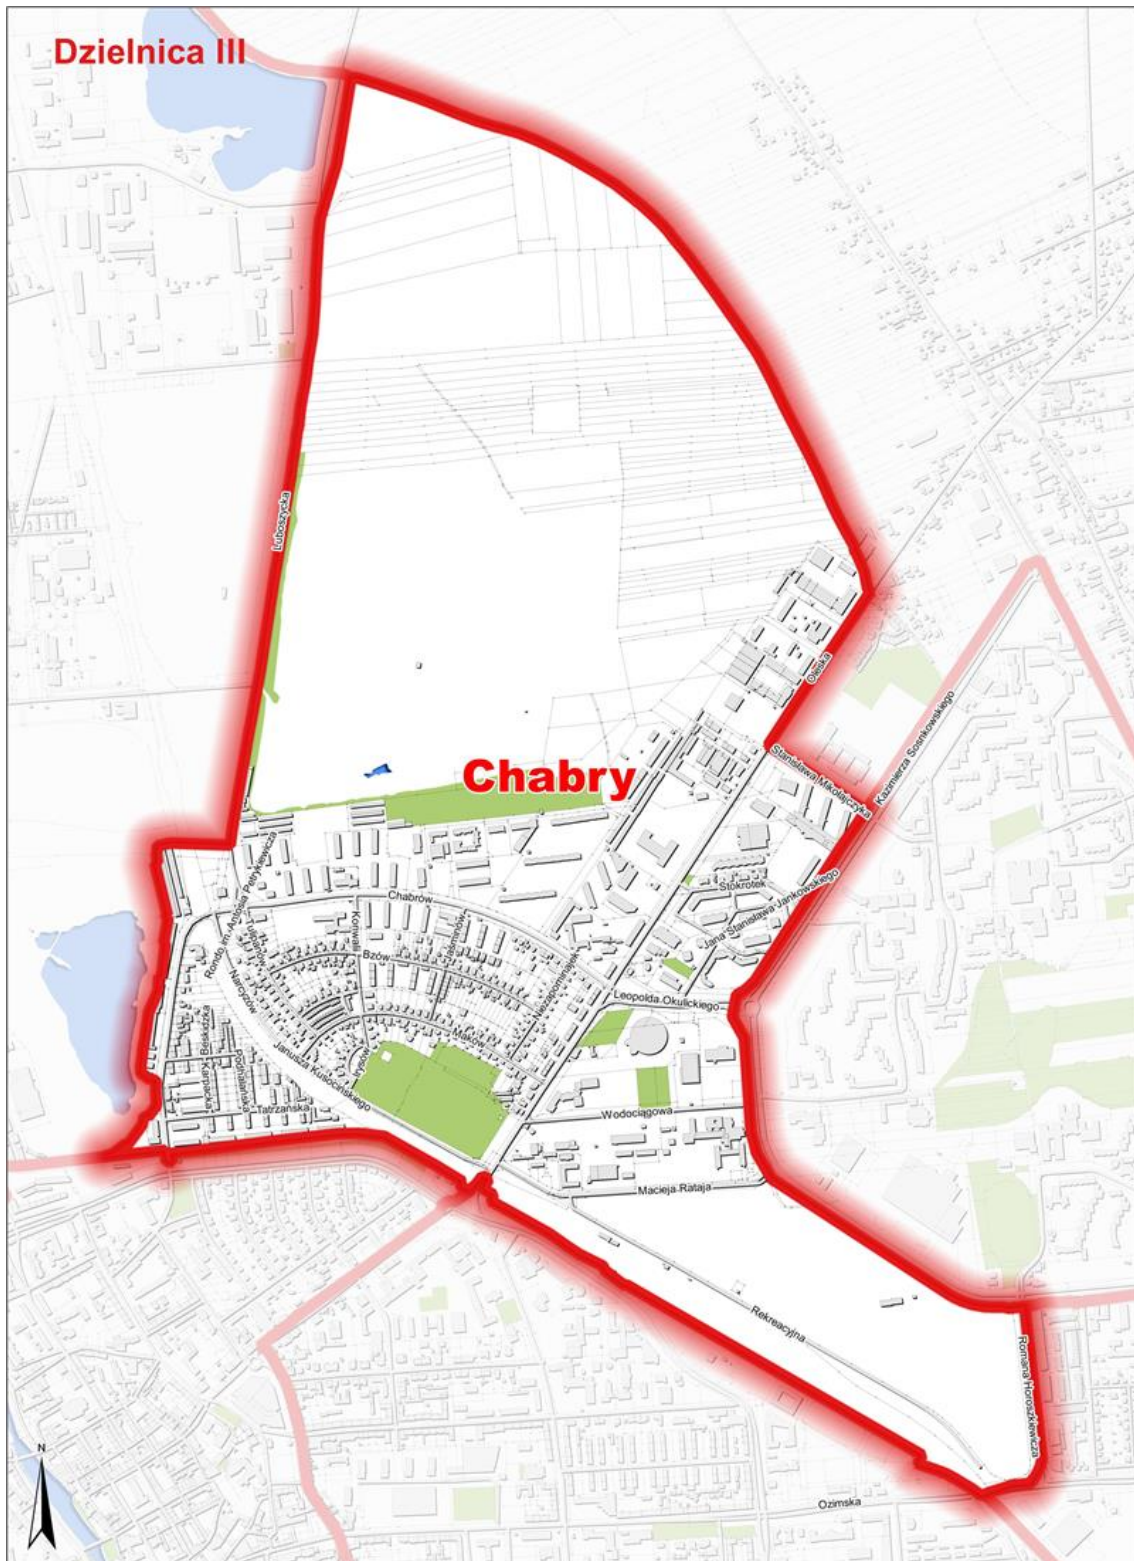 Dzielnica III
Luboszycka
Oleska
Stanisława Mikołajczyka
Kazimierza Sosnkowskiego
Chabry
Rondo im. Antosia Petrykiewicza
Chabrów
Stokrotek
Jana Stanisława Jankowskiego
Tulipanów
Konwalii
Jaśminów
Bzów
Narcyzów
Niezapominajek
Leopolda Okulickiego
Maków
Beskidzka
Karpacka
Podhalańska
Tatrzańska
Janusza Kusocińskiego
Wodociągowa
Macieja Rataja
Rekreacyjna
Romana Horoszkiewicza
N
Ozimska